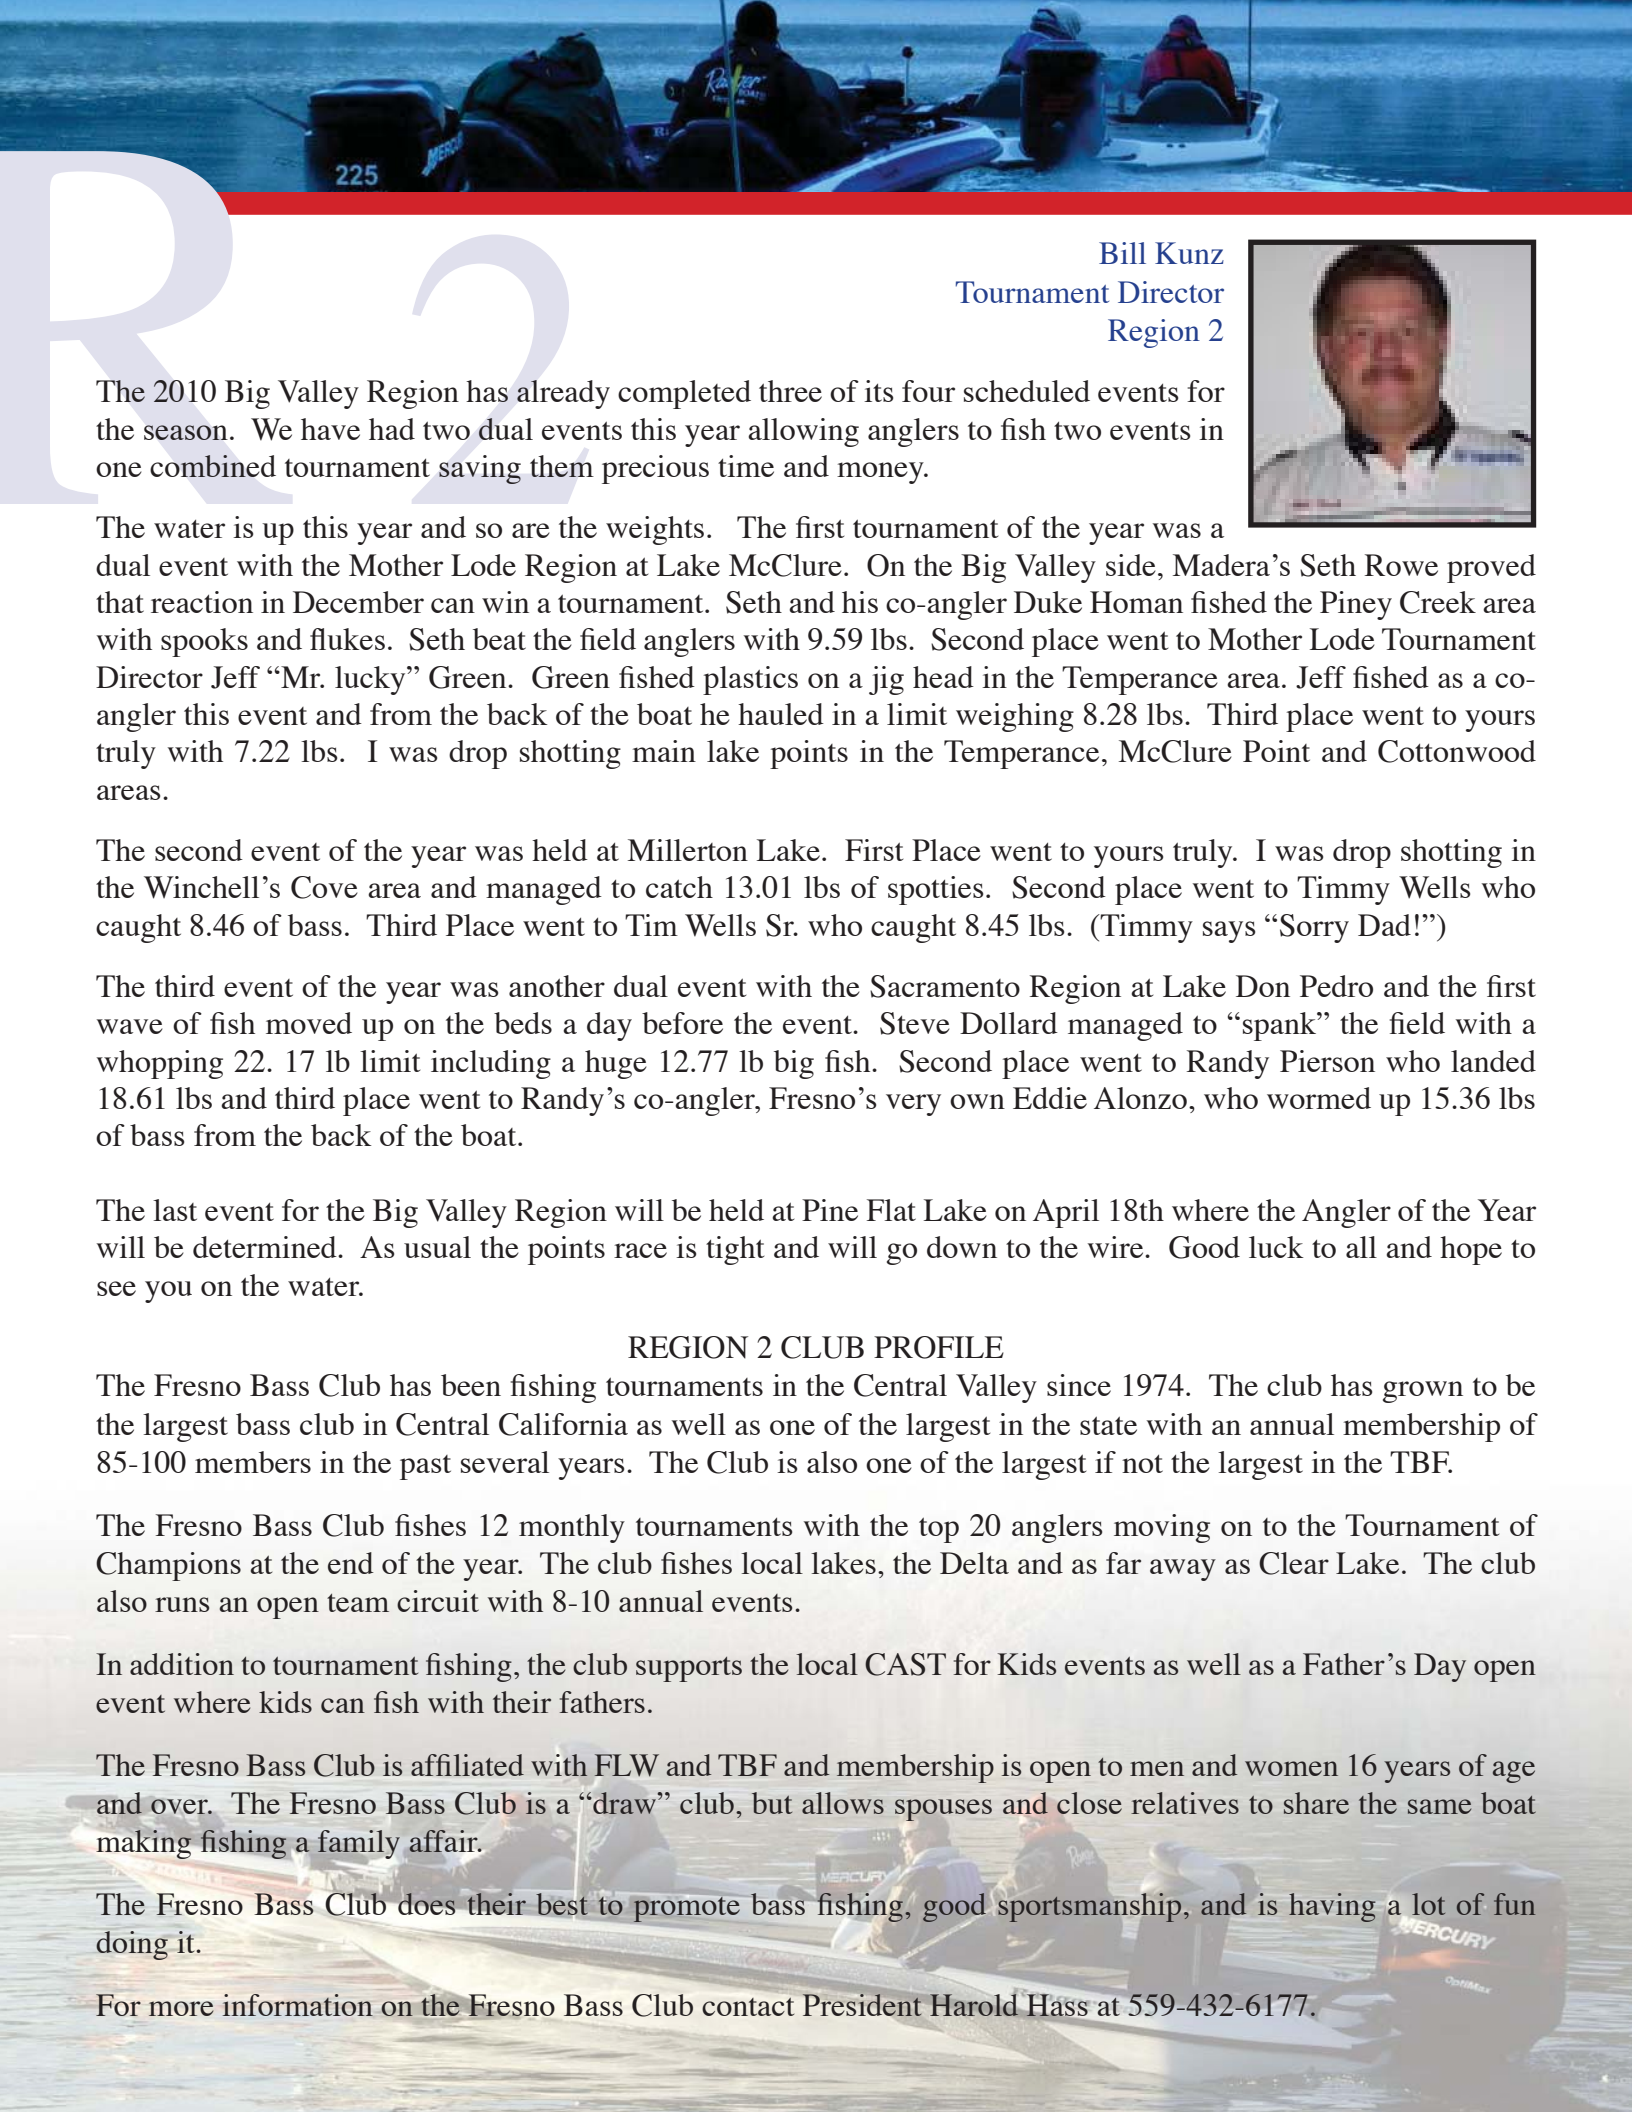 Ranger
BOATS
MERCURY
225
R 2
Bill Kunz
Tournament Director
Region 2
The 2010 Big Valley Region has already completed three of its four scheduled events for
the season.  We have had two dual events this year allowing anglers to fish two events in
one combined tournament saving them precious time and money.
The water is up this year and so are the weights.   The first tournament of the year was a
dual event with the Mother Lode Region at Lake McClure.  On the Big Valley side, Madera’s Seth Rowe proved
that reaction in December can win a tournament.  Seth and his co-angler Duke Homan fished the Piney Creek area
with spooks and flukes.  Seth beat the field anglers with 9.59 lbs.  Second place went to Mother Lode Tournament
Director Jeff “Mr. lucky” Green.  Green fished plastics on a jig head in the Temperance area. Jeff fished as a co-
angler this event and from the back of the boat he hauled in a limit weighing 8.28 lbs.  Third place went to yours
truly with 7.22 lbs.  I was drop shotting main lake points in the Temperance, McClure Point and Cottonwood
areas.
The second event of the year was held at Millerton Lake.  First Place went to yours truly.  I was drop shotting in
the Winchell’s Cove area and managed to catch 13.01 lbs of spotties.  Second place went to Timmy Wells who
caught 8.46 of bass.  Third Place went to Tim Wells Sr. who caught 8.45 lbs.  (Timmy says “Sorry Dad!”)
The third event of the year was another dual event with the Sacramento Region at Lake Don Pedro and the first
wave of fish moved up on the beds a day before the event.  Steve Dollard managed to “spank” the field with a
whopping 22. 17 lb limit including a huge 12.77 lb big fish.  Second place went to Randy Pierson who landed
18.61 lbs and third place went to Randy’s co-angler, Fresno’s very own Eddie Alonzo, who wormed up 15.36 lbs
of bass from the back of the boat.
The last event for the Big Valley Region will be held at Pine Flat Lake on April 18th where the Angler of the Year
will be determined.  As usual the points race is tight and will go down to the wire.  Good luck to all and hope to
see you on the water.
REGION 2 CLUB PROFILE
The Fresno Bass Club has been fishing tournaments in the Central Valley since 1974.  The club has grown to be
the largest bass club in Central California as well as one of the largest in the state with an annual membership of
85-100 members in the past several years.  The Club is also one of the largest if not the largest in the TBF.
The Fresno Bass Club fishes 12 monthly tournaments with the top 20 anglers moving on to the Tournament of
Champions at the end of the year.  The club fishes local lakes, the Delta and as far away as Clear Lake.  The club
also runs an open team circuit with 8-10 annual events.
In addition to tournament fishing, the club supports the local CAST for Kids events as well as a Father’s Day open
event where kids can fish with their fathers.
The Fresno Bass Club is affiliated with FLW and TBF and membership is open to men and women 16 years of age
and over.  The Fresno Bass Club is a “draw” club, but allows spouses and close relatives to share the same boat
making fishing a family affair.
MERCURY
Ranger
The Fresno Bass Club does their best to promote bass fishing, good sportsmanship, and is having a lot of fun
doing it.
MERCURY
OptiMax
For more information on the Fresno Bass Club contact President Harold Hass at 559-432-6177.